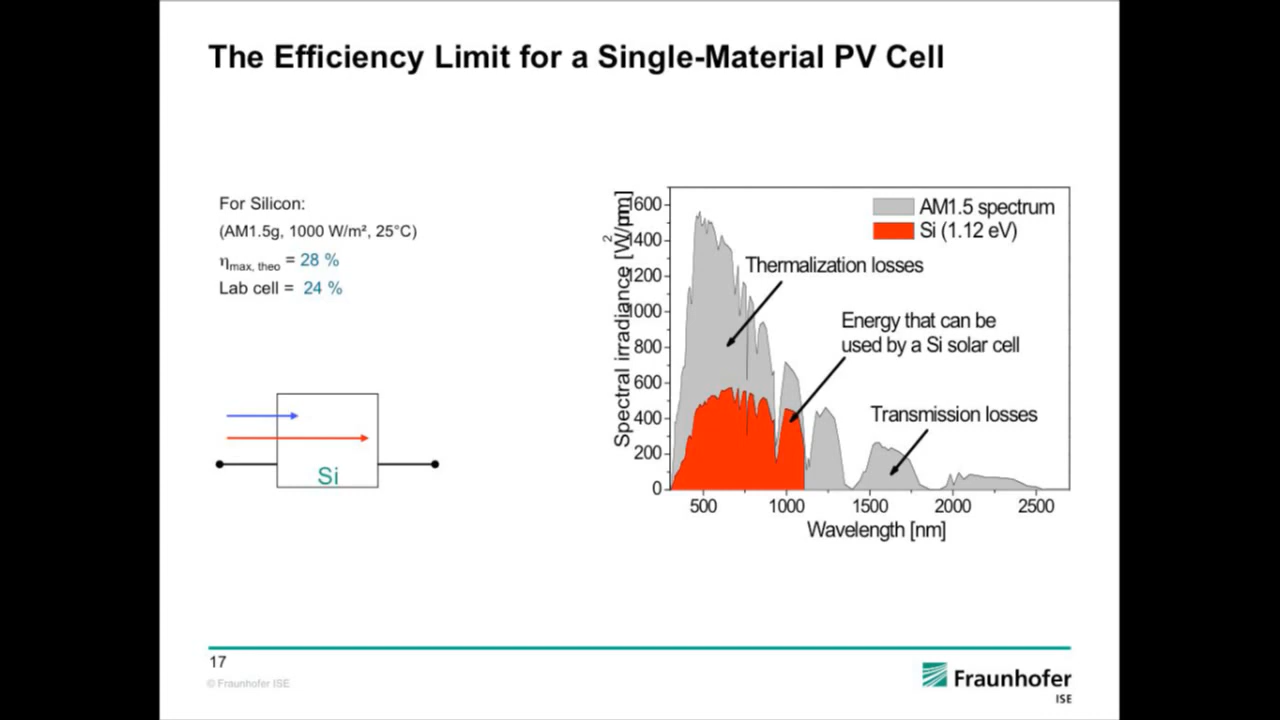 The Efficiency Limit for a Single-Material PV Cell
For Silicon:
(AM1.5g, 1000 W/m², 25°C)
ηmax, theo = 28 %
Lab cell = 24 %
Si
Spectral irradiance [W/m²µm]
1600
1400
1200
1000
800
600
400
200
0
AM1.5 spectrum
Si (1.12 eV)
Thermalization losses
Energy that can be
used by a Si solar cell
Transmission losses
500 1000 1500 2000 2500
Wavelength [nm]
17
© Fraunhofer ISE
Fraunhofer
ISE